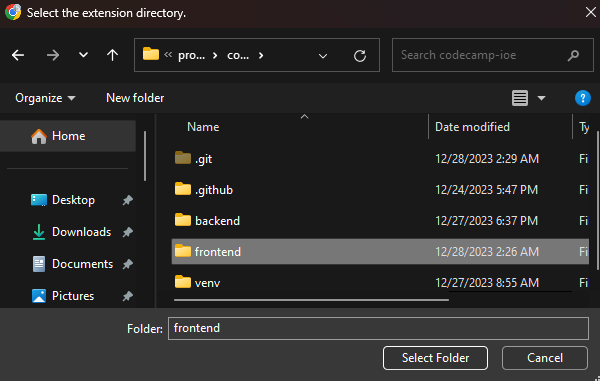 Select the extension directory.
« pro... › co... ›
Search codecamp-ioe
Organize
New folder
?
Home
Desktop
Downloads
Documents
Pictures
Name Date modified Ty
.git 12/28/2023 2:29 AM Fi
.github 12/24/2023 5:47 PM Fi
backend 12/27/2023 6:37 PM Fi
frontend 12/28/2023 2:26 AM Fi
venv 12/27/2023 8:55 AM Fi
Folder: frontend
Select Folder
Cancel